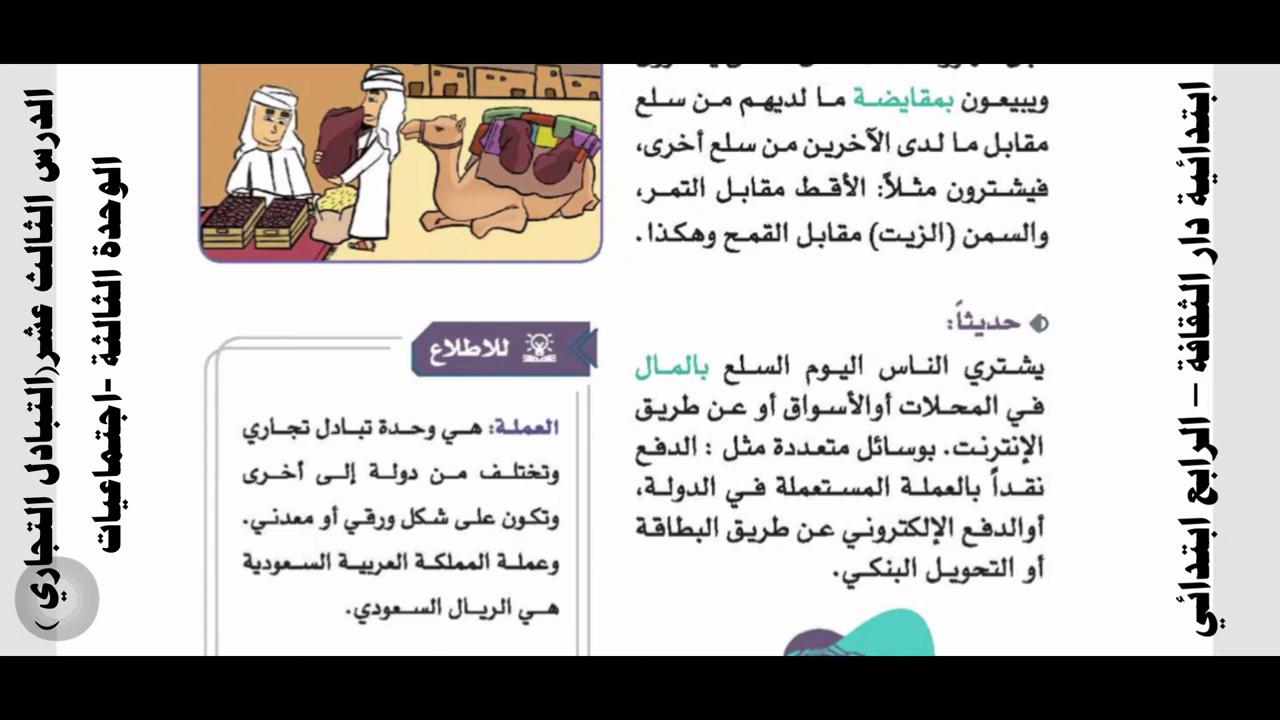 ابتدائية دار الثقافة – الرابع ابتدائي
ويبيعون بمقايضة ما لديهم من سلع
مقابل ما لدى الآخرين من سلع أخرى،
فيشترون مثلاً: الأقط مقابل التمر،
والسمن (الزيت) مقابل القمح وهكذا.
حديثاً:
يشتري الناس اليوم السلع بالمال
في المحلات أوالأسواق أو عن طريق
الإنترنت. بوسائل متعددة مثل : الدفع
نقداً بالعملة المستعملة في الدولة،
أوالدفع الإلكتروني عن طريق البطاقة
أو التحويل البنكي.
للاطلاع
العملة: هي وحدة تبادل تجاري
وتختلف من دولة إلى أخرى
وتكون على شكل ورقي أو معدني.
وعملة المملكة العربية السعودية
هي الريال السعودي.
الدرس الثالث عشر(التبادل التجاري )
الوحدة الثالثة -اجتماعيات